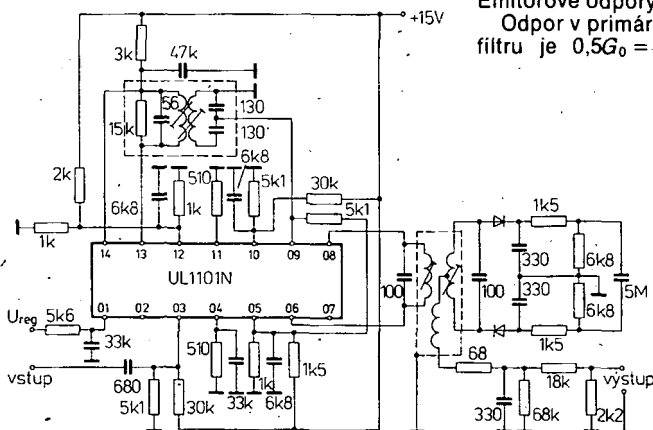 Emitorové odpory
Odpor v primár
filtru je 0,5G₀ =
+15V
3k
47k
56
130
130
15k
6k8
2k
6k8
1k
510
5k1
30k
5k1
1k
14 13 12 11 10 09 08
UL1101N
01 02 03 04 05 06 07
100
100
1k5
330
6k8
330
6k8
5M
1k5
Ureg
5k6
33k
vstup
680
5k1
30k
510
33k
1k
6k8
1k5
68
18k
výstup
330
68k
2k2